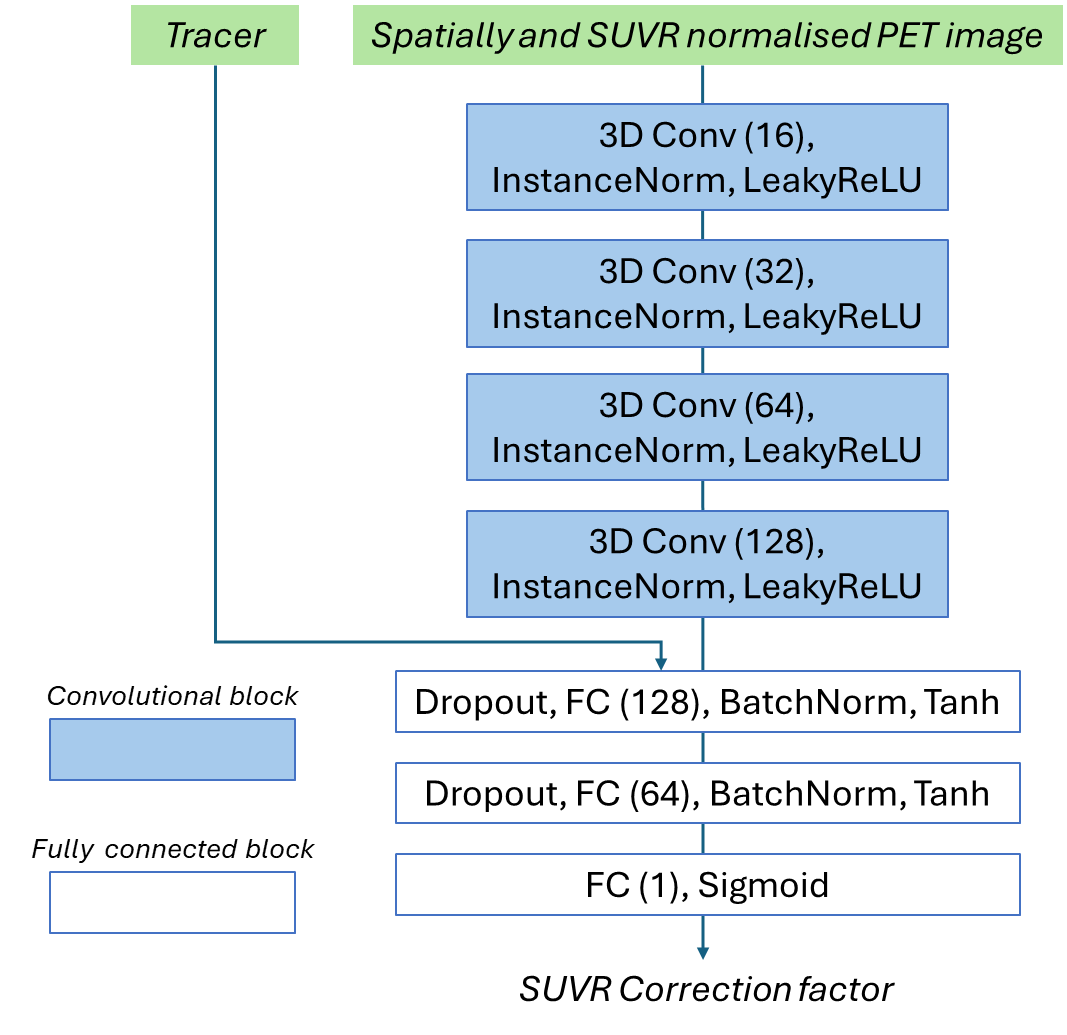 Tracer
Spatially and SUVR normalised PET image
3D Conv (16),
InstanceNorm, LeakyReLU
3D Conv (32),
InstanceNorm, LeakyReLU
3D Conv (64),
InstanceNorm, LeakyReLU
3D Conv (128),
InstanceNorm, LeakyReLU
Convolutional block
Dropout, FC (128), BatchNorm, Tanh
Dropout, FC (64), BatchNorm, Tanh
Fully connected block
FC (1), Sigmoid
SUVR Correction factor